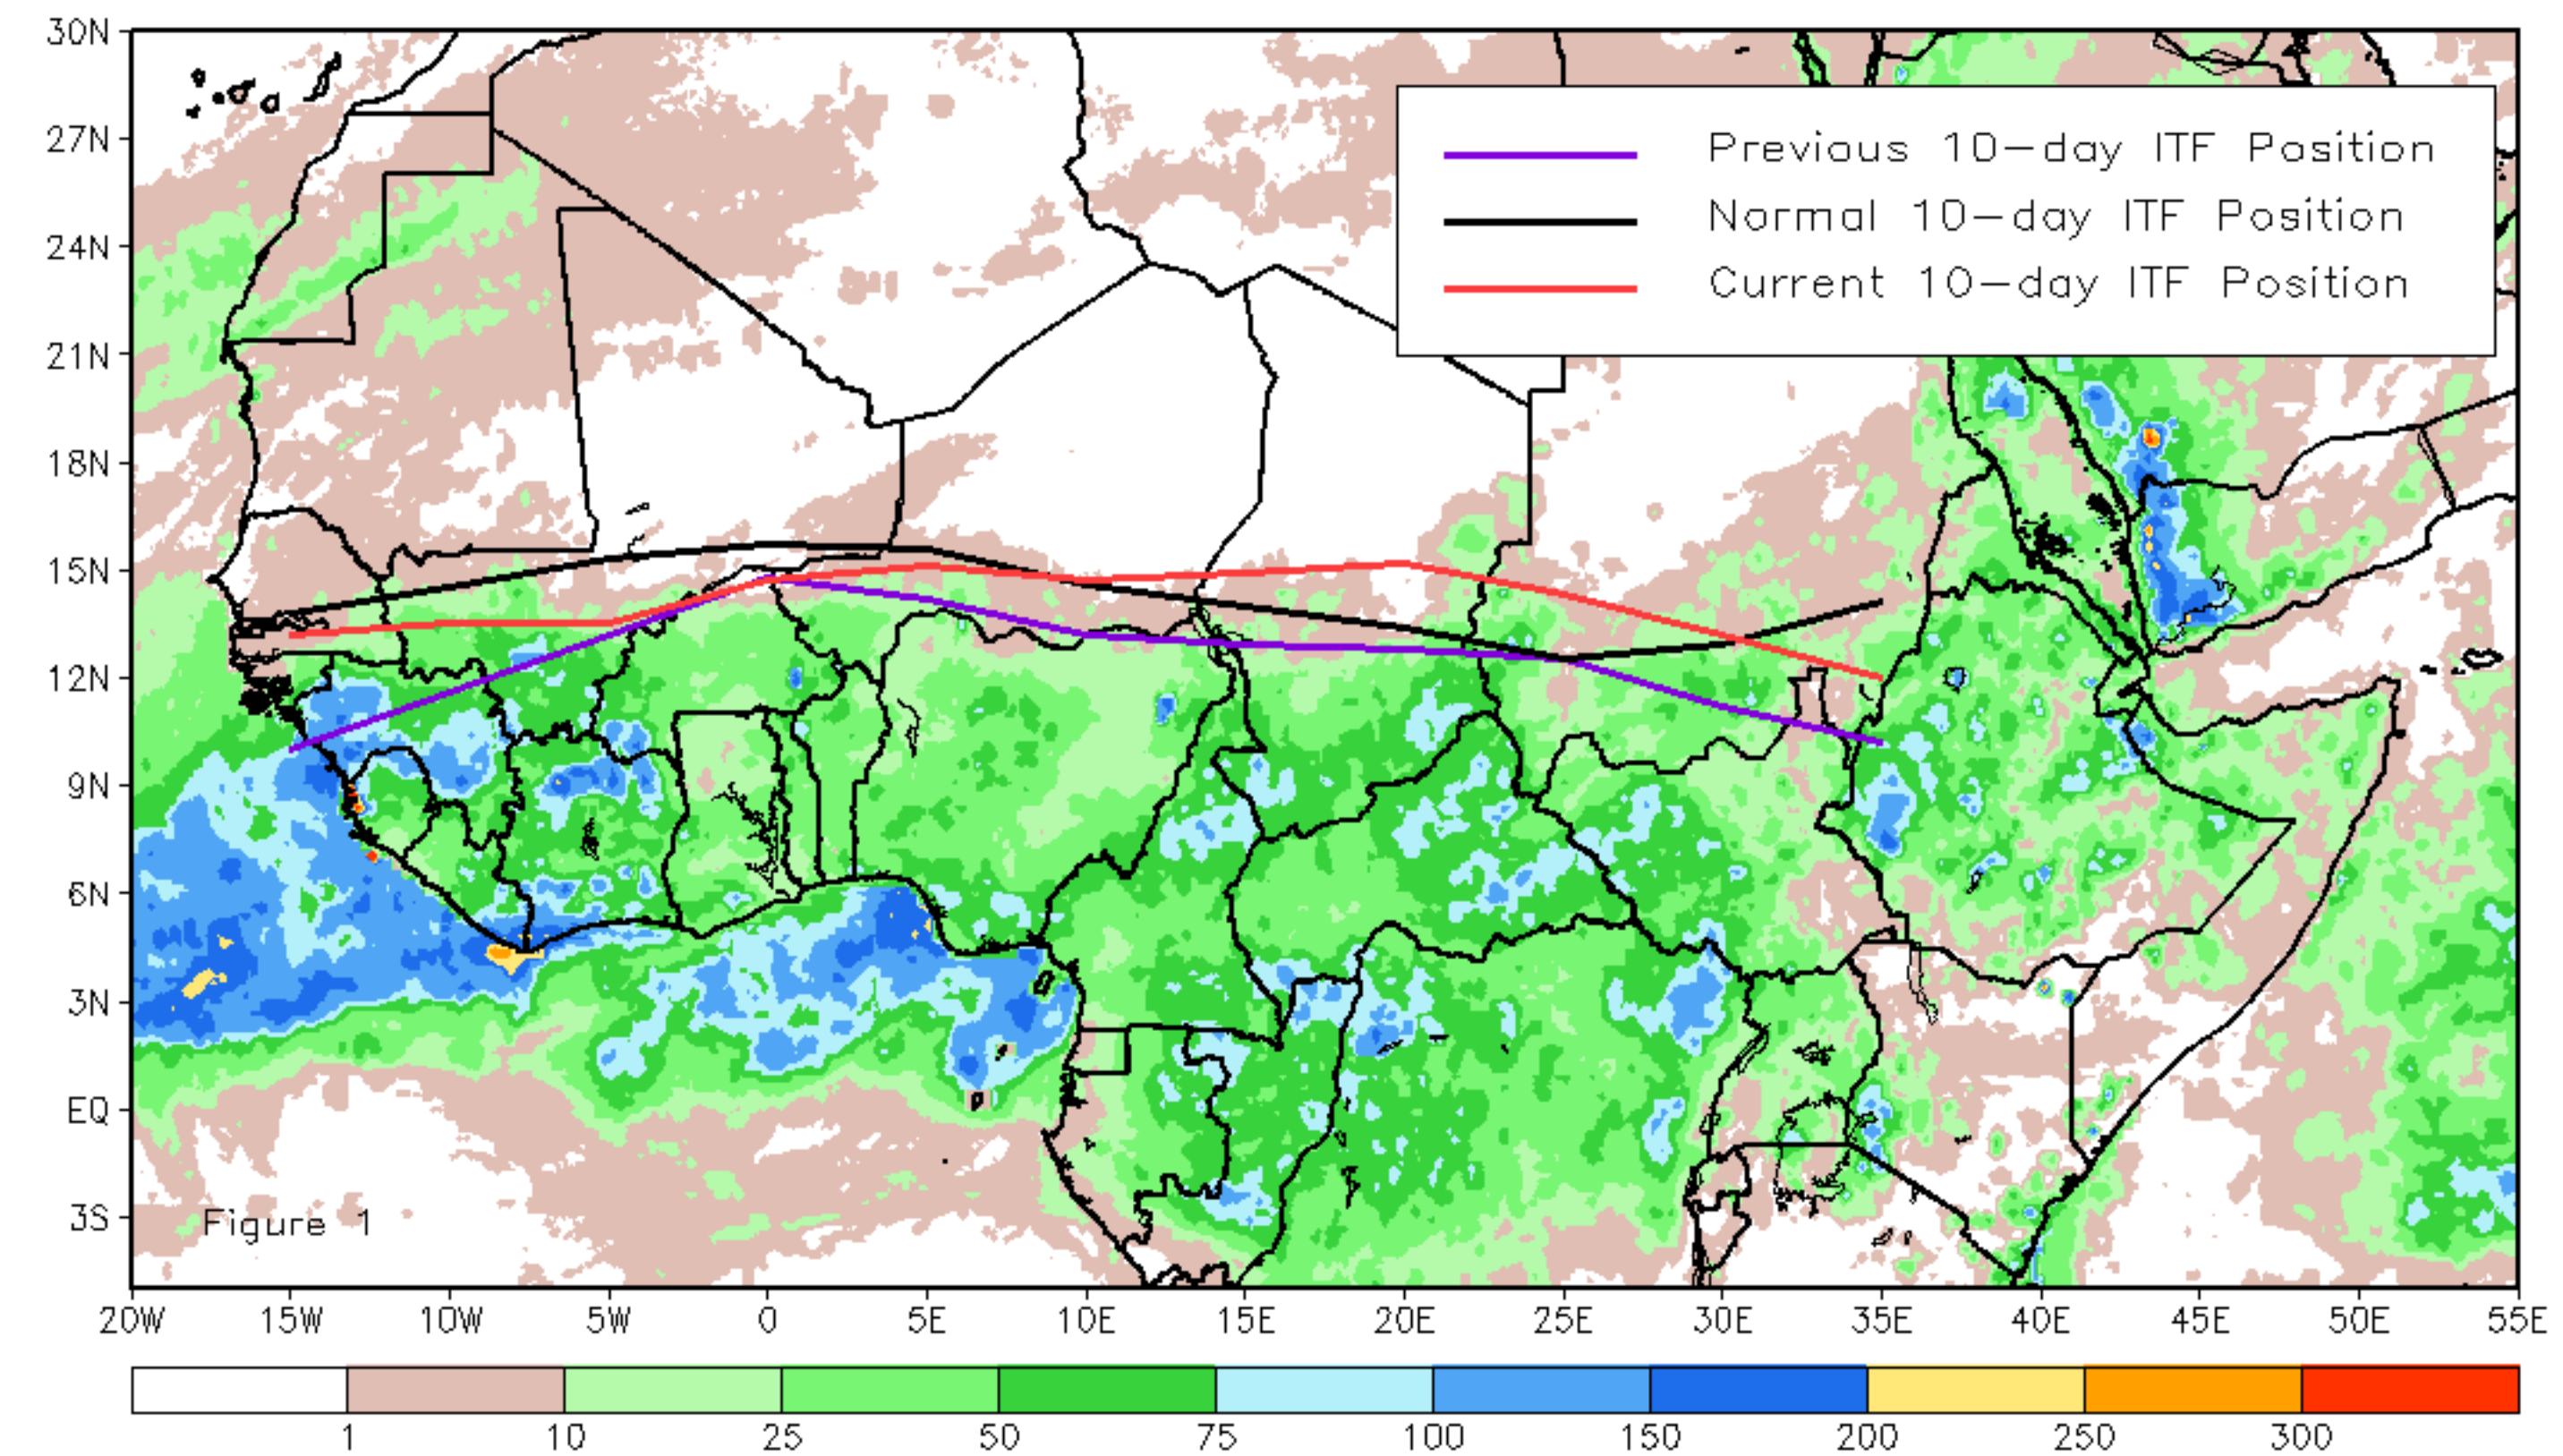 30N
27N
24N
21N
18N
15N
12N
9N
6N
3N
EQ
3S
Previous 10-day ITF Position
Normal 10-day ITF Position
Current 10-day ITF Position
Figure 1
20W 15W 10W 5W 0 5E 10E 15E 20E 25E 30E 35E 40E 45E 50E 55E
1 10 25 50 75 100 150 200 250 300